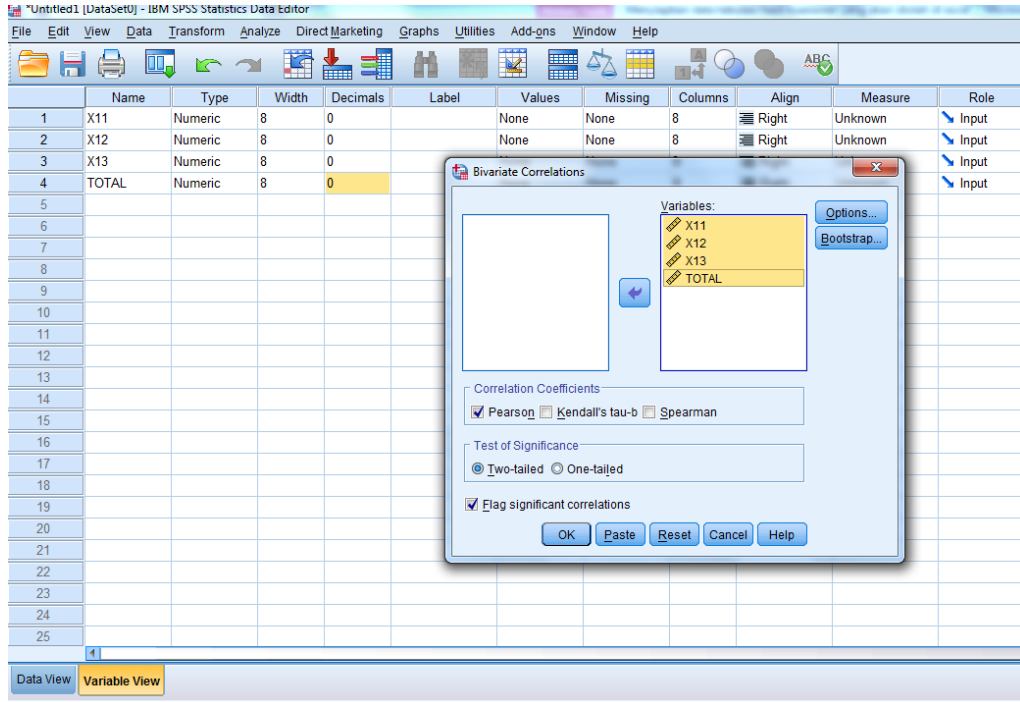 *Untitled1 [DataSet0] - IBM SPSS Statistics Data Editor
File Edit View Data Transform Analyze Direct Marketing Graphs Utilities Add-ons Window Help
Name Type Width Decimals Label Values Missing Columns Align Measure Role
1 X11 Numeric 8 0 None None 8 Right Unknown Input
2 X12 Numeric 8 0 None None 8 Right Unknown Input
3 X13 Numeric 8 0 Input
4 TOTAL Numeric 8 0 Input
5
6
7
8
9
10
11
12
13
14
15
16
17
18
19
20
21
22
23
24
25
Bivariate Correlations
Variables:
X11
X12
X13
TOTAL
Options...
Bootstrap...
Correlation Coefficients
Pearson Kendall's tau-b Spearman
Test of Significance
Two-tailed One-tailed
Flag significant correlations
OK Paste Reset Cancel Help
Data View Variable View